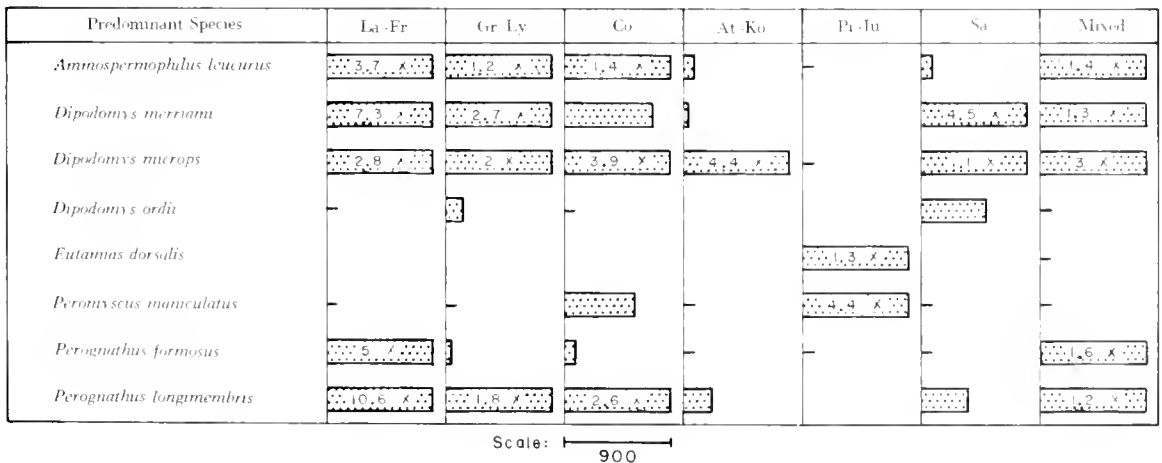 Predominant Species La-Fr Gr-Ly Co At-Ko Pi-Ju Sa Mixed
Ammospermophilus leucurus 3.7 x 1.2 x 1.4 x 1.4 x
Dipodomys merriami 7.3 x 2.7 x 4.5 x 1.3 x
Dipodomys microps 2.8 x 2 x 3.9 x 4.4 x .1 x 3 x
Dipodomys ordii
Eutamias dorsalis 1.3 x
Peromyscus maniculatus 4.4 x
Perognathus formosus 5 x 1.6 x
Perognathus longimembris 10.6 x 1.8 x 2.6 x 1.2 x
Scale:
900